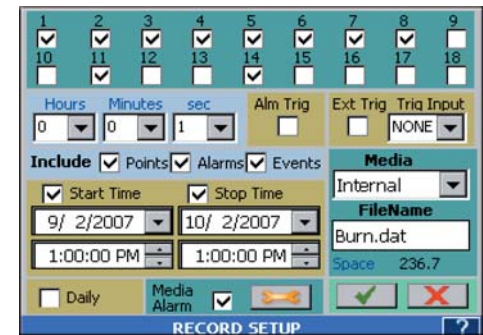 1 2 3 4 5 6 7 8 9
10 11 12 13 14 15 16 17 18
Hours Minutes sec Alm Trig Ext Trig Trig Input
0 0 1 NONE
Include Points Alarms Events Media
Internal
Start Time Stop Time
FileName
9/ 2/2007 10/ 2/2007
Burn.dat
1:00:00 PM 1:00:00 PM
Space 236.7
Daily Media Alarm
RECORD SETUP ?